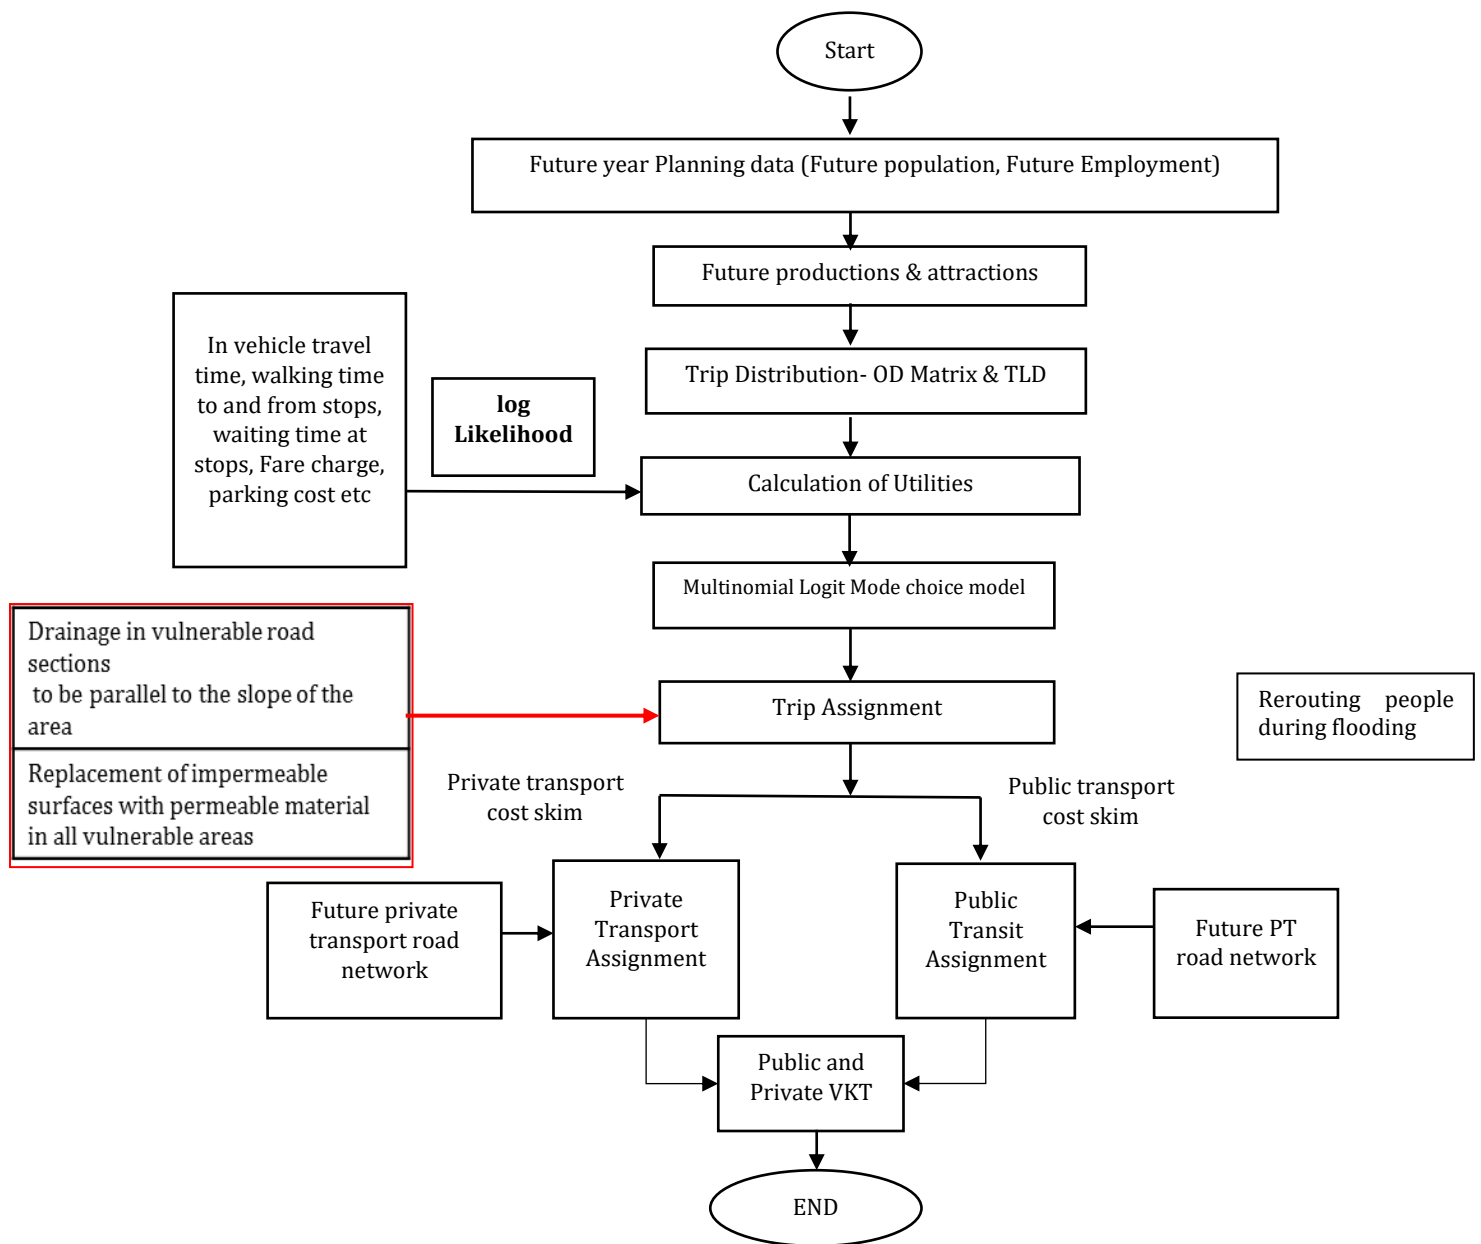 Start
Future year Planning data (Future population, Future Employment)
Future productions & attractions
In vehicle travel
time, walking time
to and from stops,
waiting time at
stops, Fare charge,
parking cost etc
log
Likelihood
Trip Distribution- OD Matrix & TLD
Calculation of Utilities
Multinomial Logit Mode choice model
Drainage in vulnerable road
sections
to be parallel to the slope of the
area
Replacement of impermeable
surfaces with permeable material
in all vulnerable areas
Trip Assignment
Rerouting people
during flooding
Private transport
cost skim
Public transport
cost skim
Future private
transport road
network
Private
Transport
Assignment
Public
Transit
Assignment
Future PT
road network
Public and
Private VKT
END